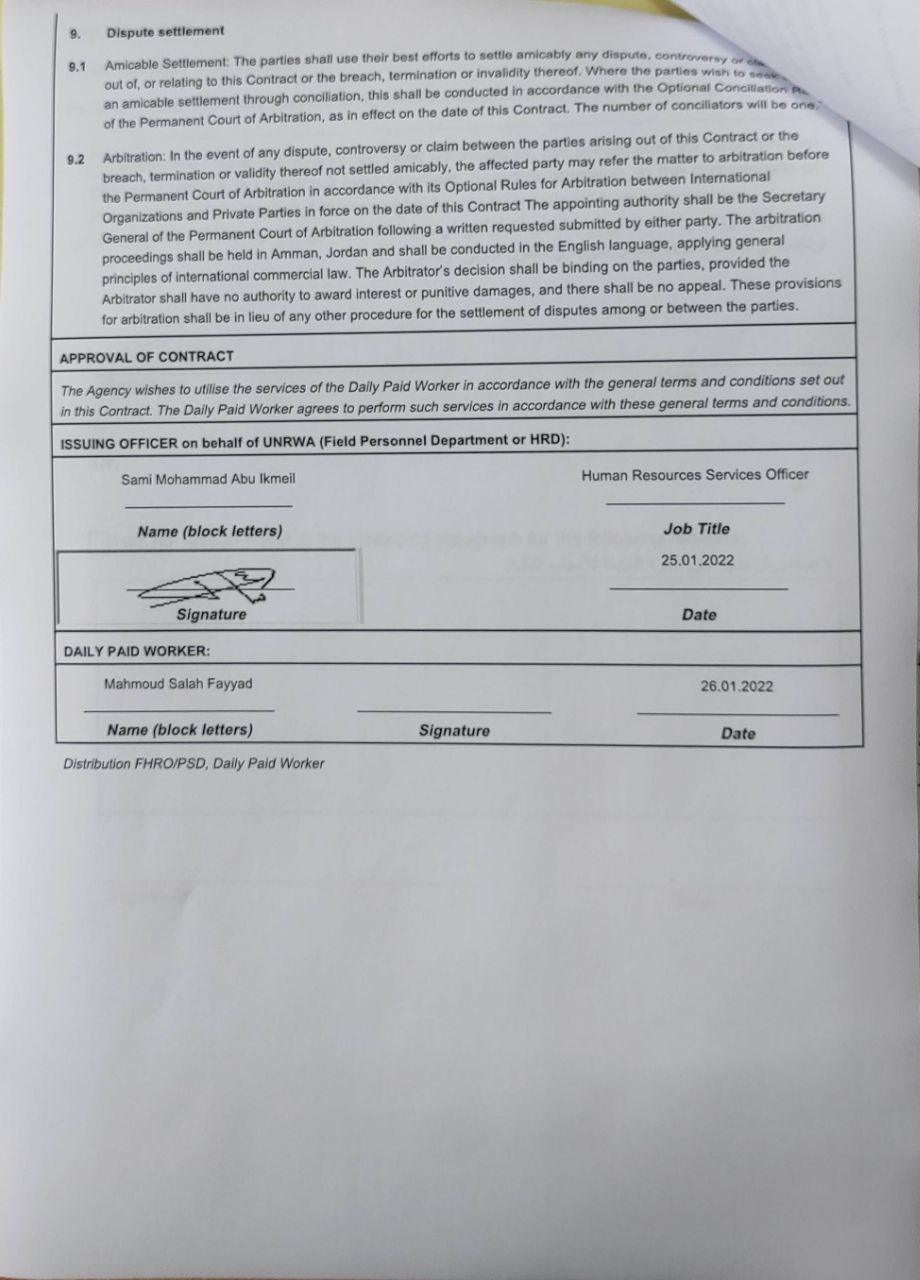 9. Dispute settlement
9.1 Amicable Settlement: The parties shall use their best efforts to settle amicably any dispute, controversy or
out of, or relating to this Contract or the breach, termination or invalidity thereof. Where the parties wish to seek
an amicable settlement through conciliation, this shall be conducted in accordance with the Optional Conciliation
of the Permanent Court of Arbitration, as in effect on the date of this Contract. The number of conciliators will be one.
9.2 Arbitration: In the event of any dispute, controversy or claim between the parties arising out of this Contract or the
breach, termination or validity thereof not settled amicably, the affected party may refer the matter to arbitration before
the Permanent Court of Arbitration in accordance with its Optional Rules for Arbitration between International
Organizations and Private Parties in force on the date of this Contract The appointing authority shall be the Secretary
General of the Permanent Court of Arbitration following a written requested submitted by either party. The arbitration
proceedings shall be held in Amman, Jordan and shall be conducted in the English language, applying general
principles of international commercial law. The Arbitrator's decision shall be binding on the parties, provided the
Arbitrator shall have no authority to award interest or punitive damages, and there shall be no appeal. These provisions
for arbitration shall be in lieu of any other procedure for the settlement of disputes among or between the parties.
APPROVAL OF CONTRACT
The Agency wishes to utilise the services of the Daily Paid Worker in accordance with the general terms and conditions set out
in this Contract. The Daily Paid Worker agrees to perform such services in accordance with these general terms and conditions.
ISSUING OFFICER on behalf of UNRWA (Field Personnel Department or HRD):
Sami Mohammad Abu Ikmeil Human Resources Services Officer
Name (block letters) Job Title
25.01.2022
Signature Date
DAILY PAID WORKER:
Mahmoud Salah Fayyad 26.01.2022
Name (block letters) Signature Date
Distribution FHRO/PSD, Daily Paid Worker